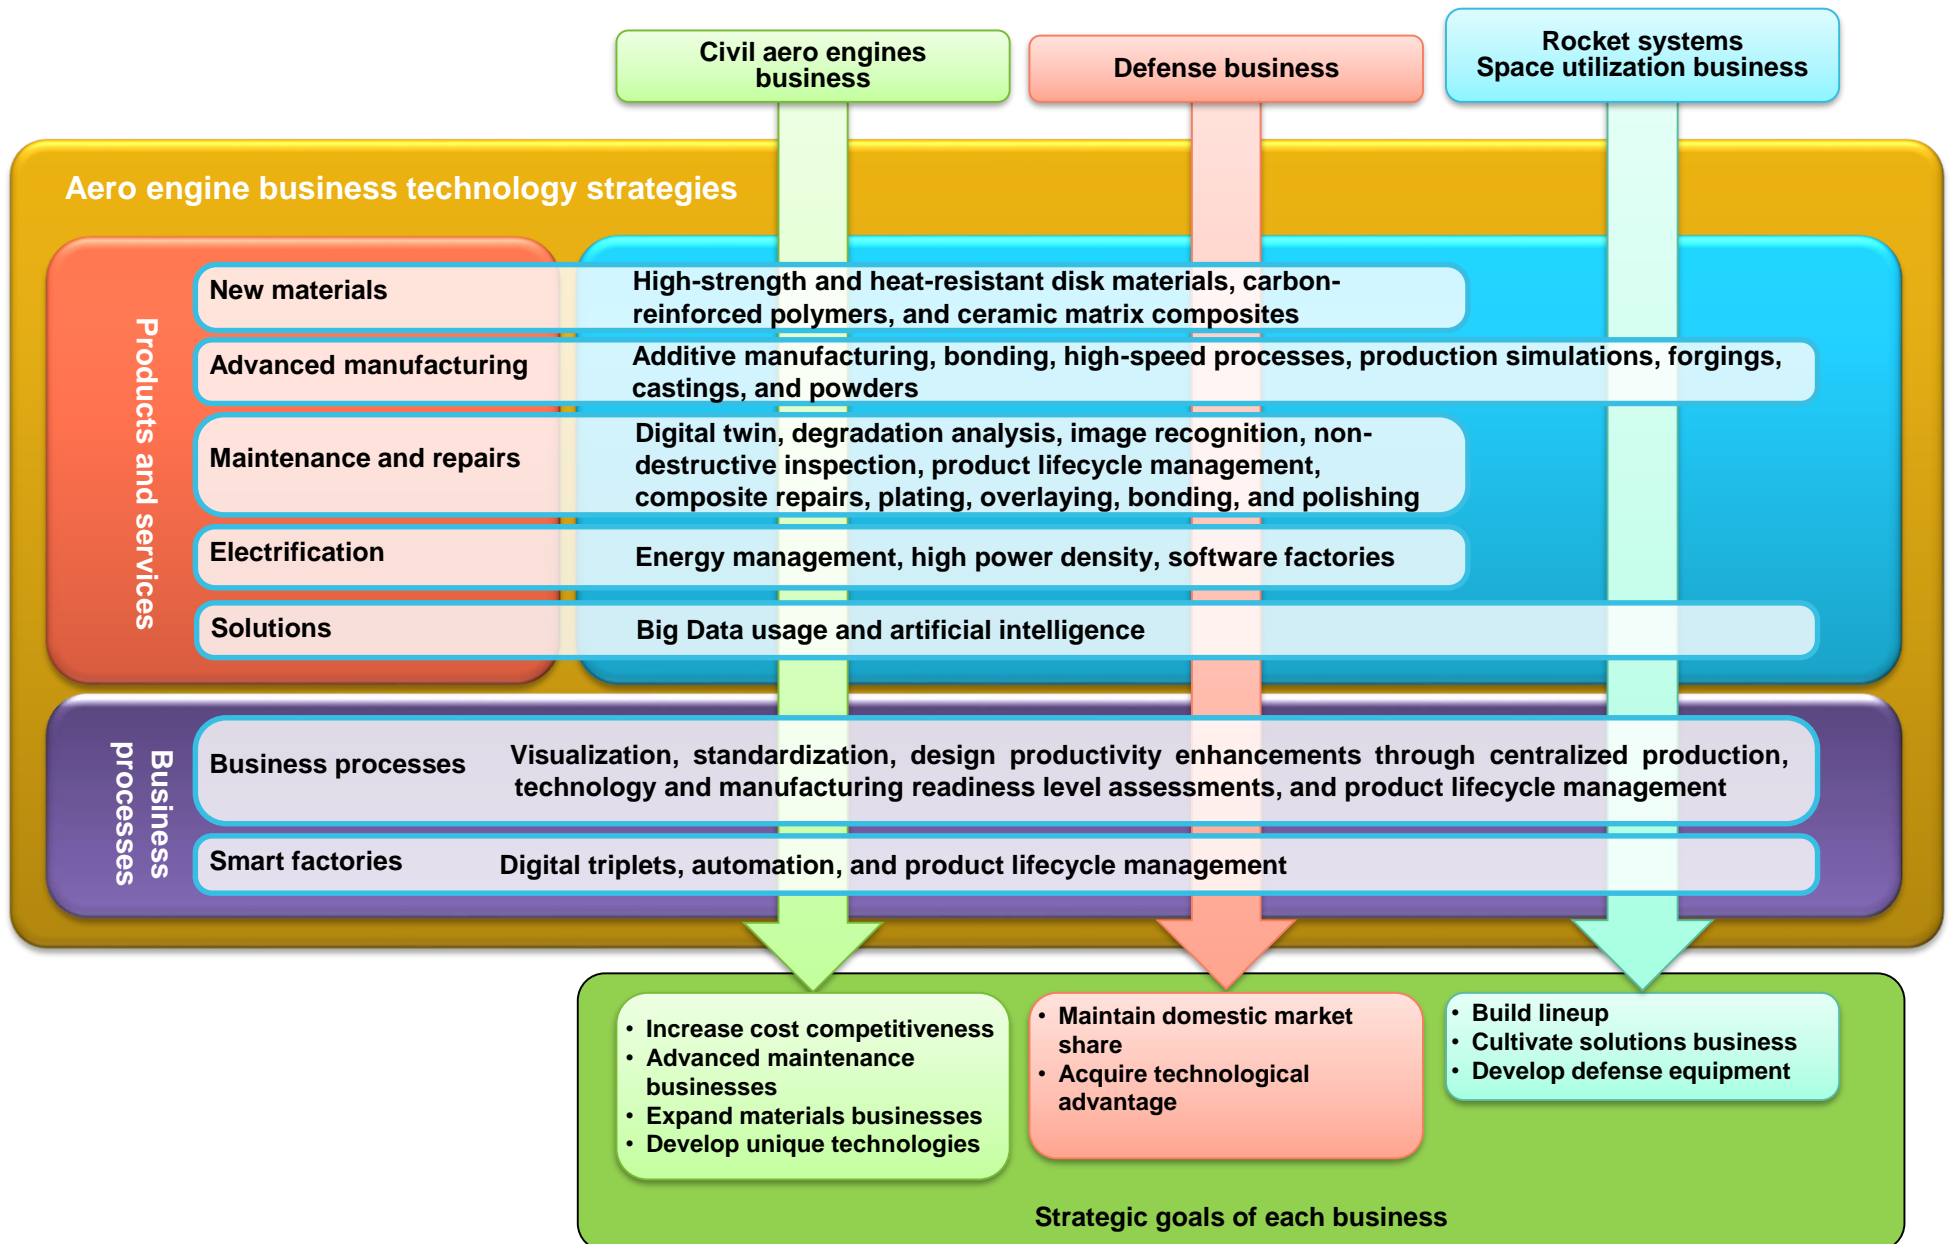 Civil aero engines
business
Defense business
Rocket systems
Space utilization business
Aero engine business technology strategies
Products and services
New materials
High-strength and heat-resistant disk materials, carbon-
reinforced polymers, and ceramic matrix composites
Advanced manufacturing
Additive manufacturing, bonding, high-speed processes, production simulations, forgings,
castings, and powders
Maintenance and repairs
Digital twin, degradation analysis, image recognition, non-
destructive inspection, product lifecycle management,
composite repairs, plating, overlaying, bonding, and polishing
Electrification
Energy management, high power density, software factories
Solutions
Big Data usage and artificial intelligence
Business
processes
Business processes
Visualization, standardization, design productivity enhancements through centralized production,
technology and manufacturing readiness level assessments, and product lifecycle management
Smart factories
Digital triplets, automation, and product lifecycle management
• Increase cost competitiveness
• Advanced maintenance
businesses
• Expand materials businesses
• Develop unique technologies
• Maintain domestic market
share
• Acquire technological
advantage
• Build lineup
• Cultivate solutions business
• Develop defense equipment
Strategic goals of each business